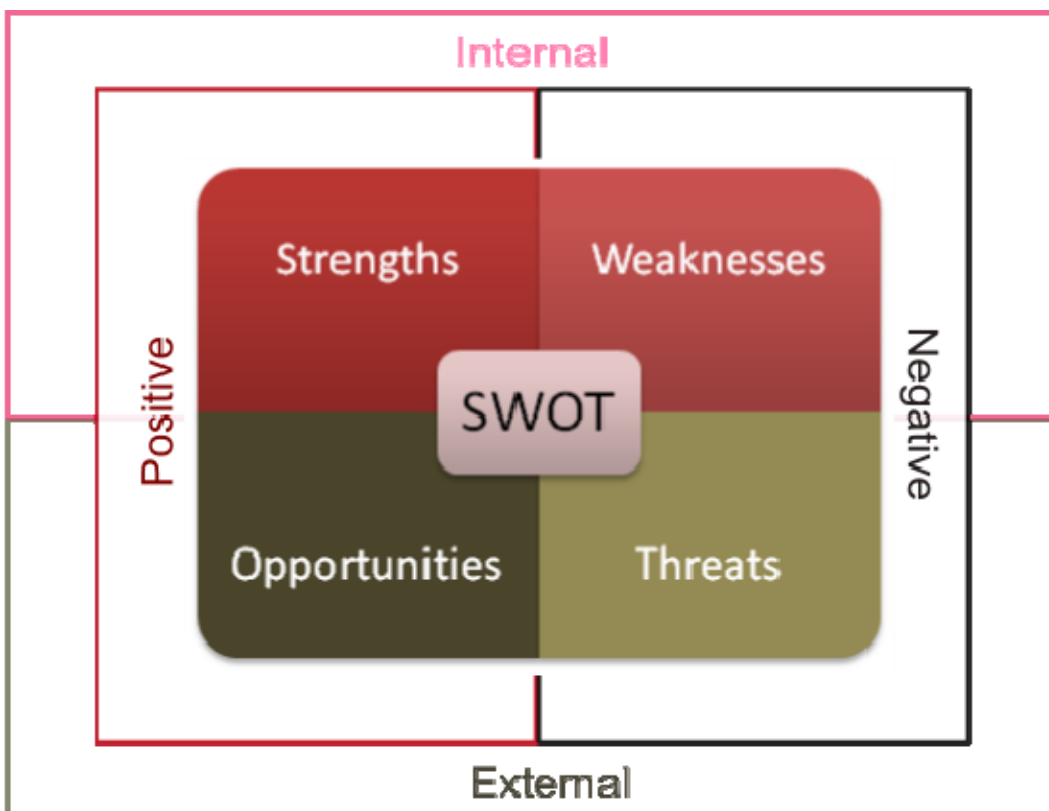 Internal
Strengths
Weaknesses
Positive
SWOT
Negative
Opportunities
Threats
External